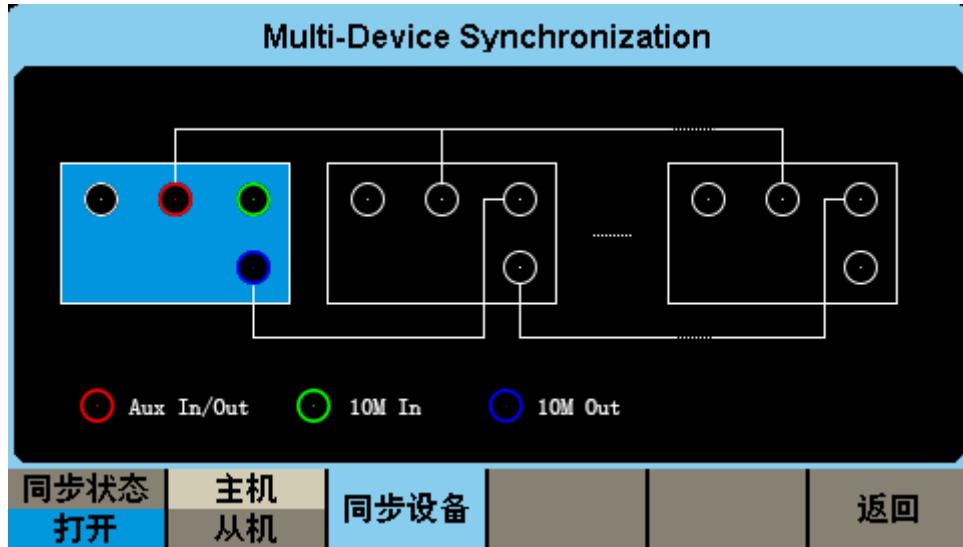 Multi-Device Synchronization
Aux In/Out 10M In 10M Out
同步状态 主机 同步设备 返回
打开 从机